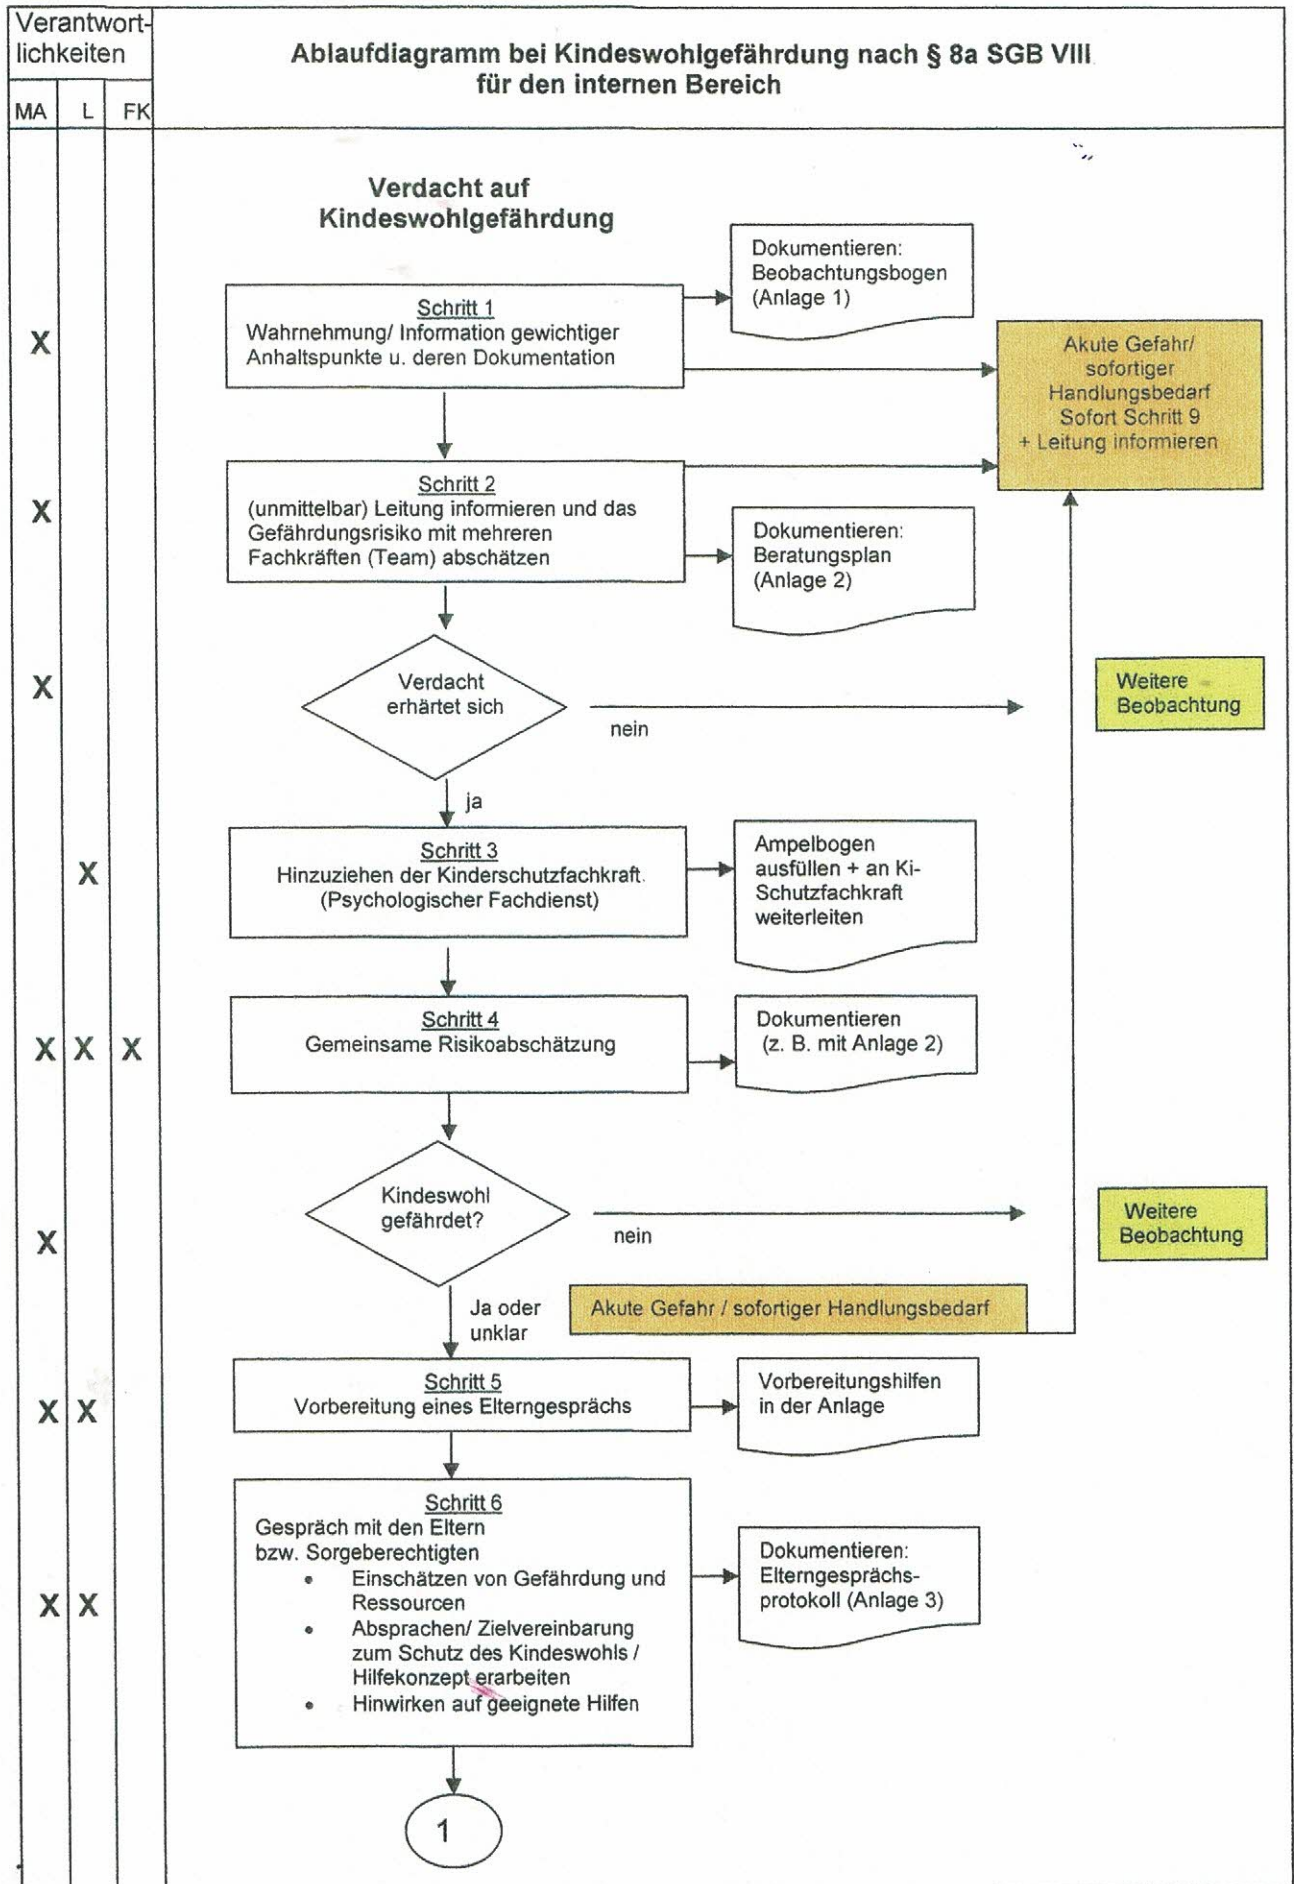 Verantwort-
lichkeiten
MA L FK
Ablaufdiagramm bei Kindeswohlgefährdung nach § 8a SGB VIII
für den internen Bereich
Verdacht auf
Kindeswohlgefährdung
Dokumentieren:
Beobachtungsbogen
(Anlage 1)
X
Schritt 1
Wahrnehmung/ Information gewichtiger
Anhaltspunkte u. deren Dokumentation
Akute Gefahr/
sofortiger
Handlungsbedarf
Sofort Schritt 9
+ Leitung informieren
X
Schritt 2
(unmittelbar) Leitung informieren und das
Gefährdungsrisiko mit mehreren
Fachkräften (Team) abschätzen
Dokumentieren:
Beratungsplan
(Anlage 2)
X
Verdacht
erhärtet sich
nein
Weitere
Beobachtung
ja
X
Schritt 3
Hinzuziehen der Kinderschutzfachkraft.
(Psychologischer Fachdienst)
Ampelbogen
ausfüllen + an Ki-
Schutzfachkraft
weiterleiten
X X X
Schritt 4
Gemeinsame Risikoabschätzung
Dokumentieren
(z. B. mit Anlage 2)
X
Kindeswohl
gefährdet?
nein
Weitere
Beobachtung
Ja oder
unklar
Akute Gefahr / sofortiger Handlungsbedarf
X X
Schritt 5
Vorbereitung eines Elterngesprächs
Vorbereitungshilfen
in der Anlage
X X
Schritt 6
Gespräch mit den Eltern
bzw. Sorgeberechtigten
• Einschätzen von Gefährdung und
Ressourcen
• Absprachen/ Zielvereinbarung
zum Schutz des Kindeswohls /
Hilfekonzept erarbeiten
• Hinwirken auf geeignete Hilfen
Dokumentieren:
Elterngesprächs-
protokoll (Anlage 3)
1